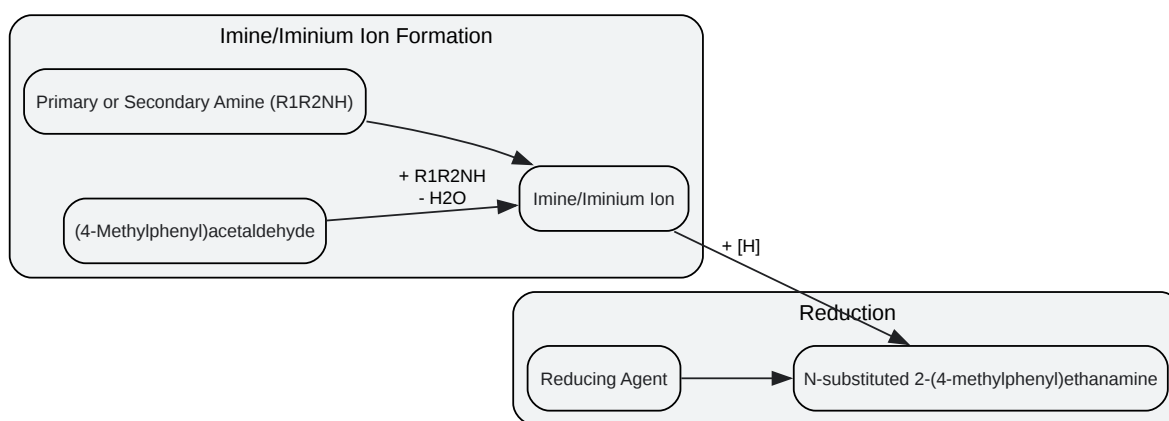 Imine/Iminium Ion Formation
Primary or Secondary Amine (R1R2NH)
+ R1R2NH
- H2O
Imine/Iminium Ion
(4-Methylphenyl)acetaldehyde
+ [H]
Reduction
Reducing Agent
N-substituted 2-(4-methylphenyl)ethanamine